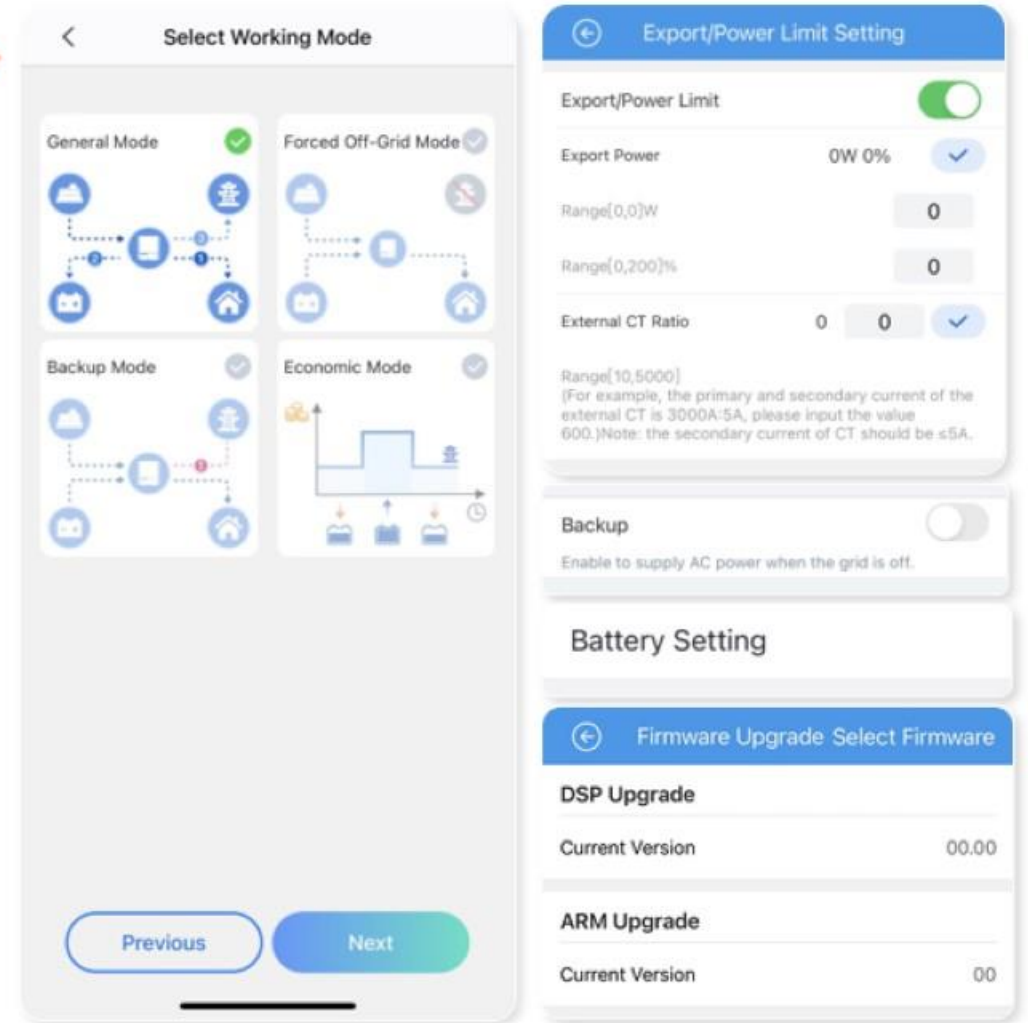 Select Working Mode
General Mode
Forced Off-Grid Mode
3
2
1
Backup Mode
Economic Mode
Previous
Next
Export/Power Limit Setting
Export/Power Limit
Export Power 0W 0%
Range[0,0]W 0
Range[0,200]% 0
External CT Ratio 0 0
Range[10,5000]
(For example, the primary and secondary current of the
external CT is 3000A:5A, please input the value
600.)Note: the secondary current of CT should be ≤5A.
Backup
Enable to supply AC power when the grid is off.
Battery Setting
Firmware Upgrade Select Firmware
DSP Upgrade
Current Version 00.00
ARM Upgrade
Current Version 00